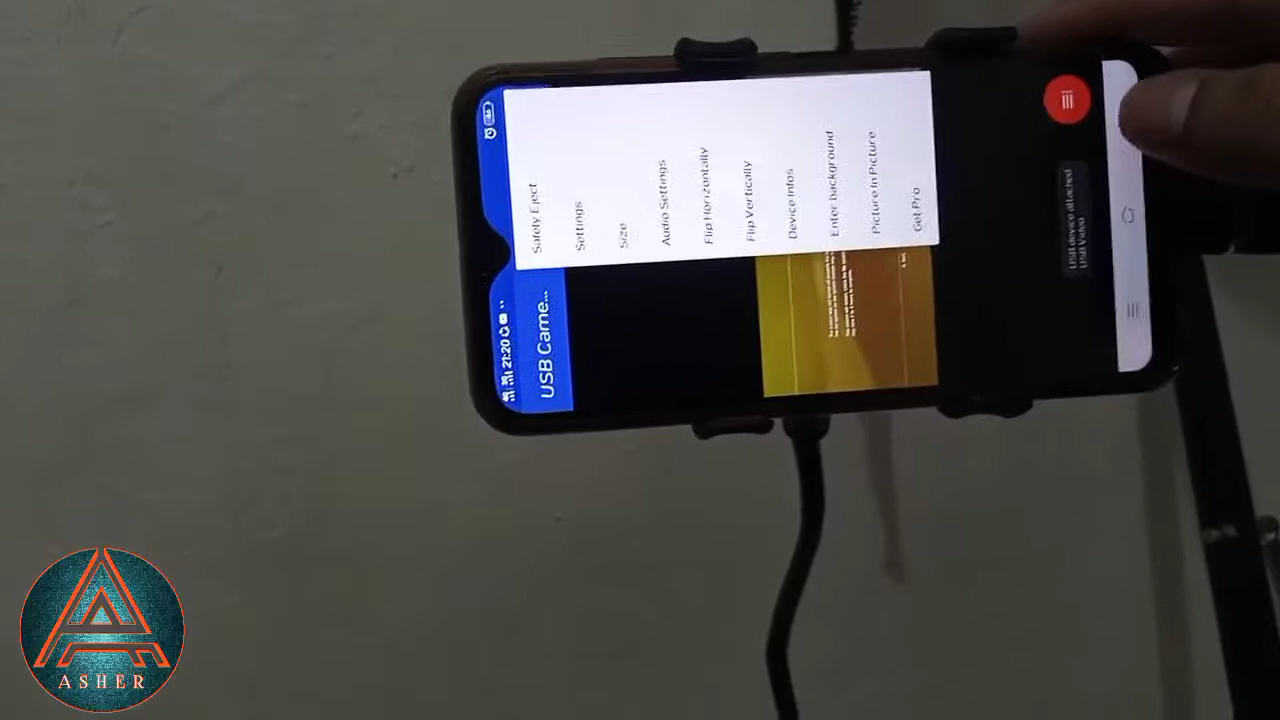 21:20
USB Came...
Safely Eject
Settings
Size
Audio Settings
Flip Horizontally
Flip Vertically
Device Infos
Enter background
Picture In Picture
Get Pro
USB device attached
USB Video
ASHER